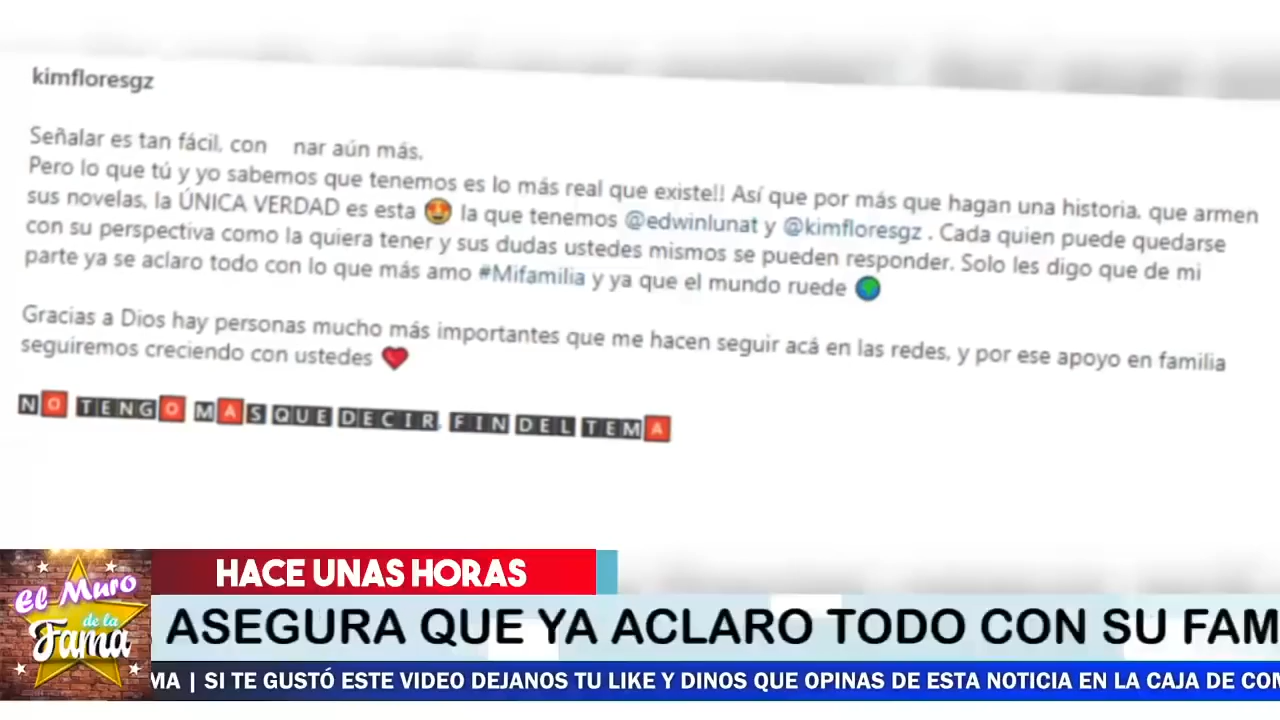 kimfloresgz
Señalar es tan fácil, con nar aún más.
Pero lo que tú y yo sabemos que tenemos es lo más real que existe!! Así que por más que hagan una historia, que armen
sus novelas, la ÚNICA VERDAD es esta 🤩 la que tenemos @edwinlunat y @kimfloresgz . Cada quien puede quedarse
con su perspectiva como la quiera tener y sus dudas ustedes mismos se pueden responder. Solo les digo que de mi
parte ya se aclaro todo con lo que más amo #Mifamilia y ya que el mundo ruede 🌍
Gracias a Dios hay personas mucho más importantes que me hacen seguir acá en las redes, y por ese apoyo en familia
seguiremos creciendo con ustedes ❤️
NO TENGO MAS QUE DECIR, FIN DEL TEMA
HACE UNAS HORAS
El Muro
de la
Fama
ASEGURA QUE YA ACLARO TODO CON SU FAM
MA | SI TE GUSTÓ ESTE VIDEO DEJANOS TU LIKE Y DINOS QUE OPINAS DE ESTA NOTICIA EN LA CAJA DE COM